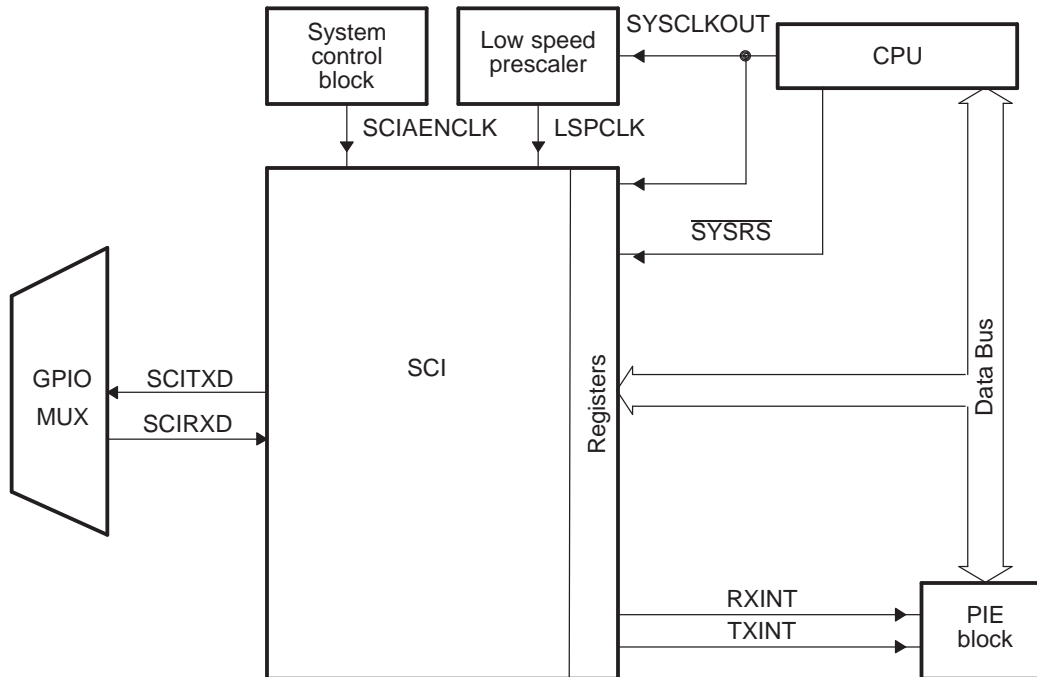 System
control
block
Low speed
prescaler
SYSCLKOUT
CPU
SCIAENCLK
LSPCLK
SYSRS
SCI
Registers
Data Bus
GPIO
MUX
SCITXD
SCIRXD
RXINT
TXINT
PIE
block